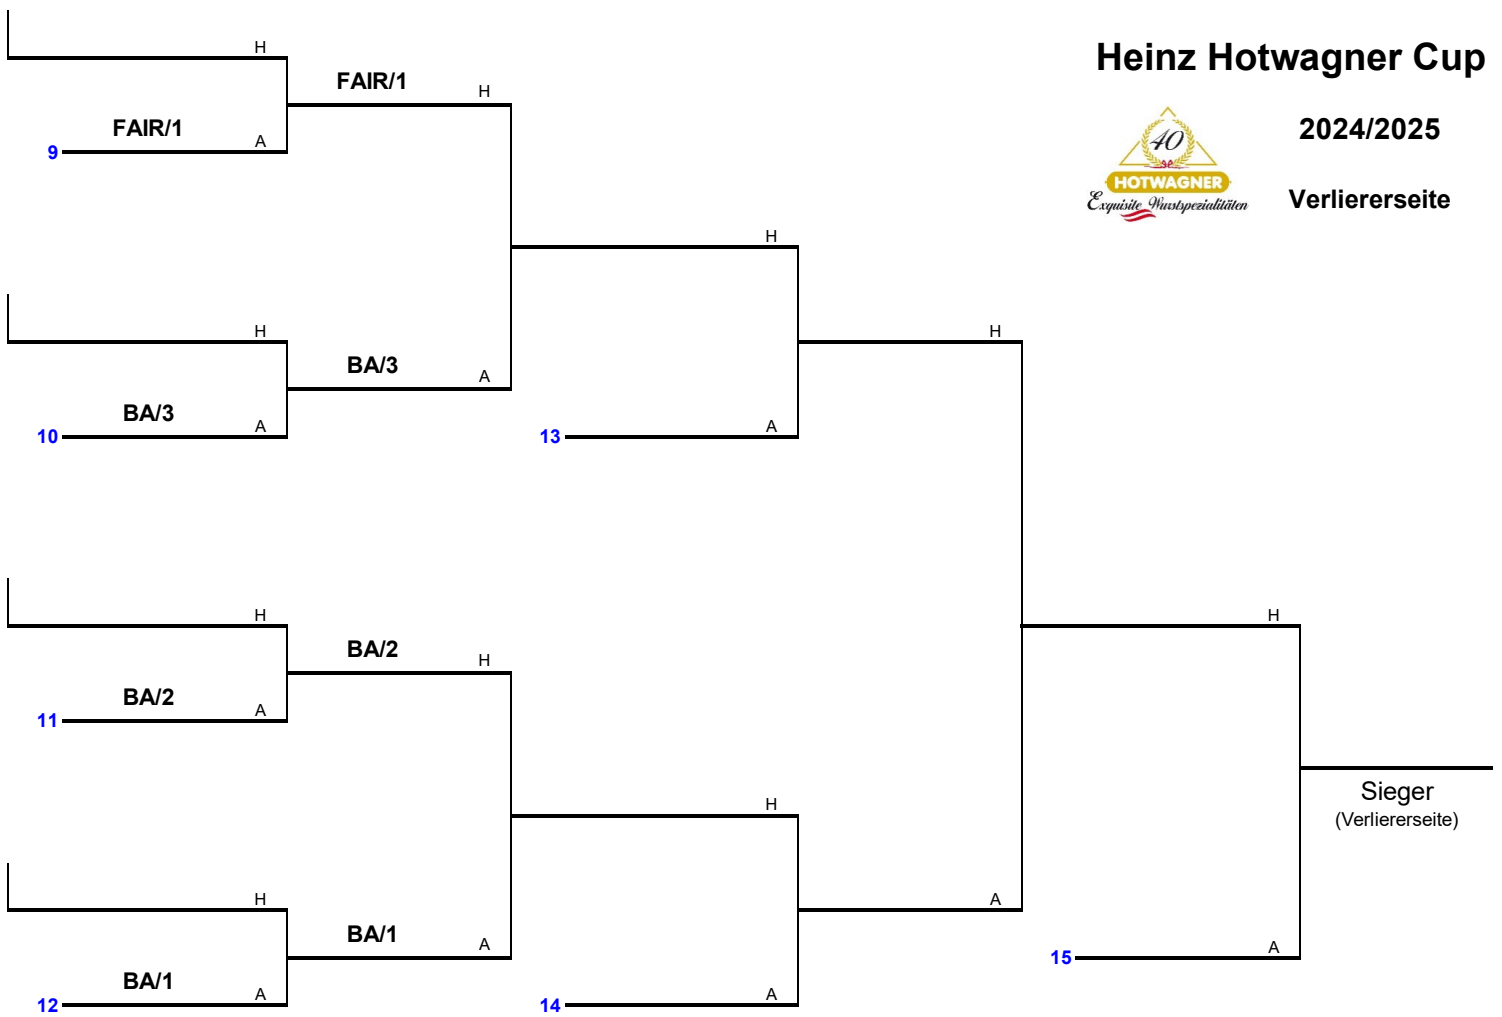 Heinz Hotwagner Cup
2024/2025
Verliererseite
40
HOTWAGNER
Exquisite Wurstspezialitäten
H
FAIR/1
H
FAIR/1
A
9
H
H
H
BA/3
A
BA/3
A
10
A
13
H
H
BA/2
H
BA/2
A
11
Sieger
(Verliererseite)
H
H
A
BA/1
A
A
15
BA/1
A
12
A
14